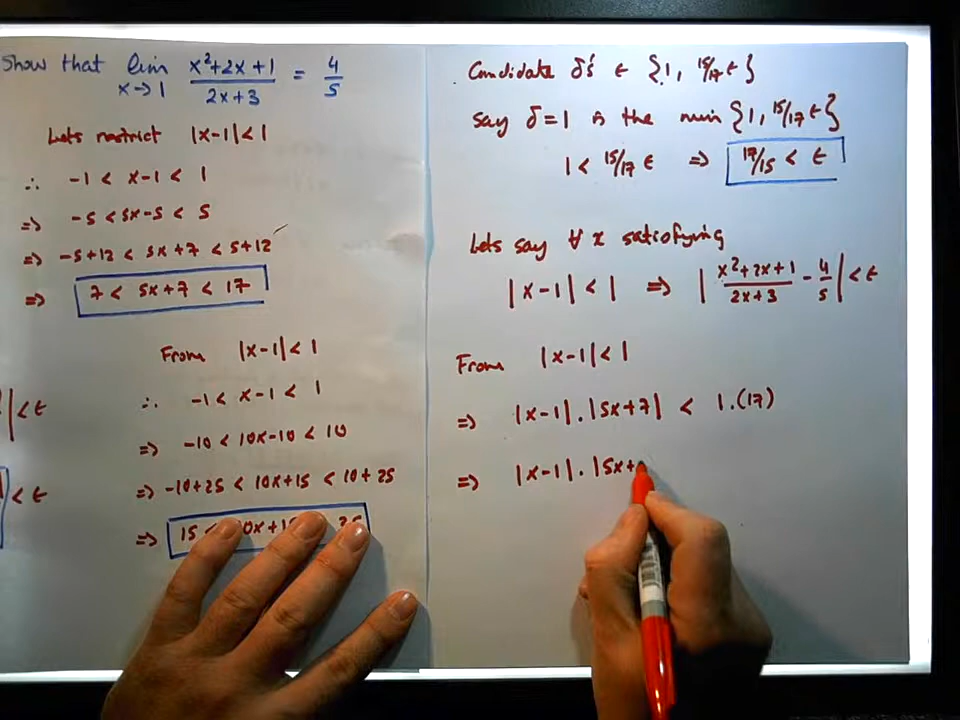 Show that lim x→1 x²+2x+1 / 2x+3 = 4/5
Lets restrict |x-1|<1
∴ -1 < x-1 < 1
⇒ -5 < 5x-5 < 5
⇒ -5+12 < 5x+7 < 5+12
⇒ 7 < 5x+7 < 17
From |x-1| < 1
∴ -1 < x-1 < 1
|<ε
⇒ -10 < 10x-10 < 10
⇒ -10+25 < 10x+15 < 10+25
<ε
⇒ 15 <
Candidate δ's ∈ {1, 15/17 ε}
say δ=1 is the min {1, 15/17 ε}
1 < 15/17 ε ⇒ 17/15 < ε
Lets say ∀ x satisfying
|x-1| < 1 ⇒ | x²+2x+1 / 2x+3 - 4/5 | < ε
From |x-1| < 1
⇒ |x-1| . |5x+7| < 1.(17)
⇒ |x-1| . |5x+